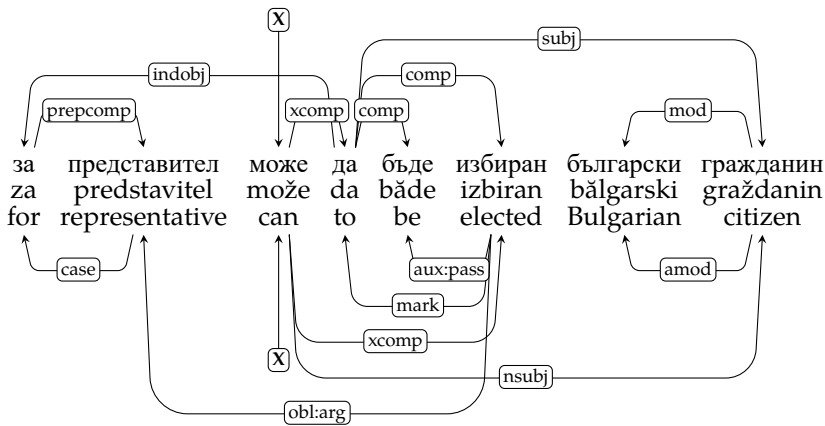 X
subj
indobj comp
prepcomp xcomp comp mod
за представител може да бъде избиран български гражданин
za predstavitel može da băde izbiran bălgarski graždanin
for representative can to be elected Bulgarian citizen
case aux:pass amod
mark
xcomp
X
nsubj
obl:arg